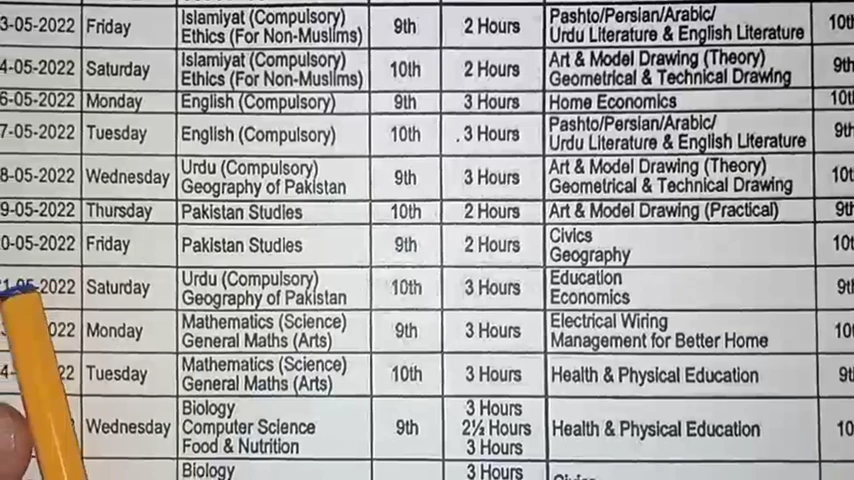 3-05-2022 Friday Islamiyat (Compulsory) 9th 2 Hours Pashto/Persian/Arabic/ 10th
Ethics (For Non-Muslims) Urdu Literature & English Literature
4-05-2022 Saturday Islamiyat (Compulsory) 10th 2 Hours Art & Model Drawing (Theory) 9th
Ethics (For Non-Muslims) Geometrical & Technical Drawing
6-05-2022 Monday English (Compulsory) 9th 3 Hours Home Economics 10t
7-05-2022 Tuesday English (Compulsory) 10th 3 Hours Pashto/Persian/Arabic/ 9th
Urdu Literature & English Literature
8-05-2022 Wednesday Urdu (Compulsory) 9th 3 Hours Art & Model Drawing (Theory) 10t
Geography of Pakistan Geometrical & Technical Drawing
9-05-2022 Thursday Pakistan Studies 10th 2 Hours Art & Model Drawing (Practical) 9th
0-05-2022 Friday Pakistan Studies 9th 2 Hours Civics 10t
Geography
21-05-2022 Saturday Urdu (Compulsory) 10th 3 Hours Education 9th
Geography of Pakistan Economics
022 Monday Mathematics (Science) 9th 3 Hours Electrical Wiring 10t
General Maths (Arts) Management for Better Home
4- 22 Tuesday Mathematics (Science) 10th 3 Hours Health & Physical Education 9t
General Maths (Arts)
Biology 3 Hours
Wednesday Computer Science 9th 2½ Hours Health & Physical Education 10
Food & Nutrition 3 Hours
Biology 3 Hours